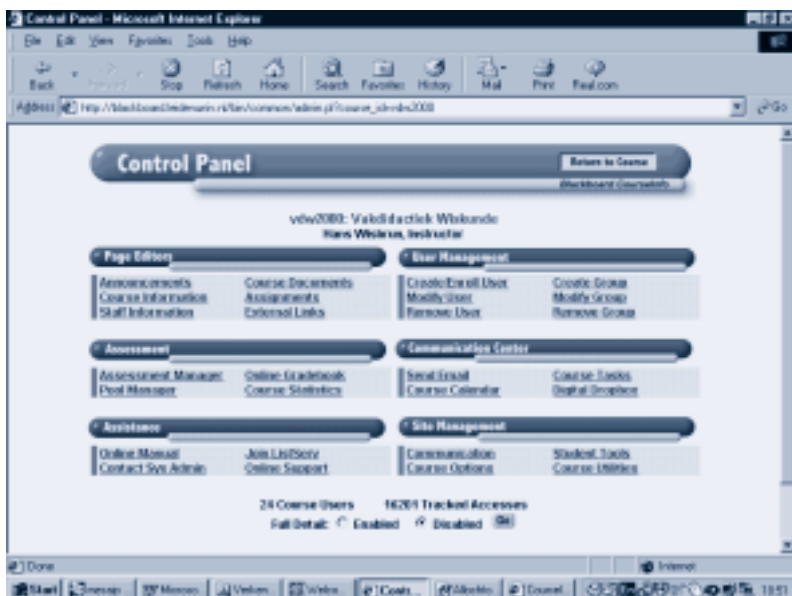 Control Panel - Microsoft Internet Explorer
File Edit View Favorites Tools Help
Back Forward Stop Refresh Home Search Favorites History Mail Print Real.com
Address Go
Control Panel
Return to Course
Blackboard CourseInfo
vdw2000: Vakdidactiek Wiskunde
Hans Wisbrun, Instructor
Page Editors
Announcements Course Documents
Course Information Assignments
Staff Information External Links
User Management
Create/Enroll User Create Group
Modify User Modify Group
Remove User Remove Group
Assessment
Assessment Manager Online Gradebook
Pool Manager Course Statistics
Communication Center
Send Email Course Tasks
Course Calendar Digital Dropbox
Assistance
Online Manual Join ListServ
Contact Sys Admin Online Support
Site Management
Communication Student Tools
Course Options Course Utilities
24 Course Users 16201 Tracked Accesses
Full Detail: Enabled Disabled Go!
Done Internet
Start